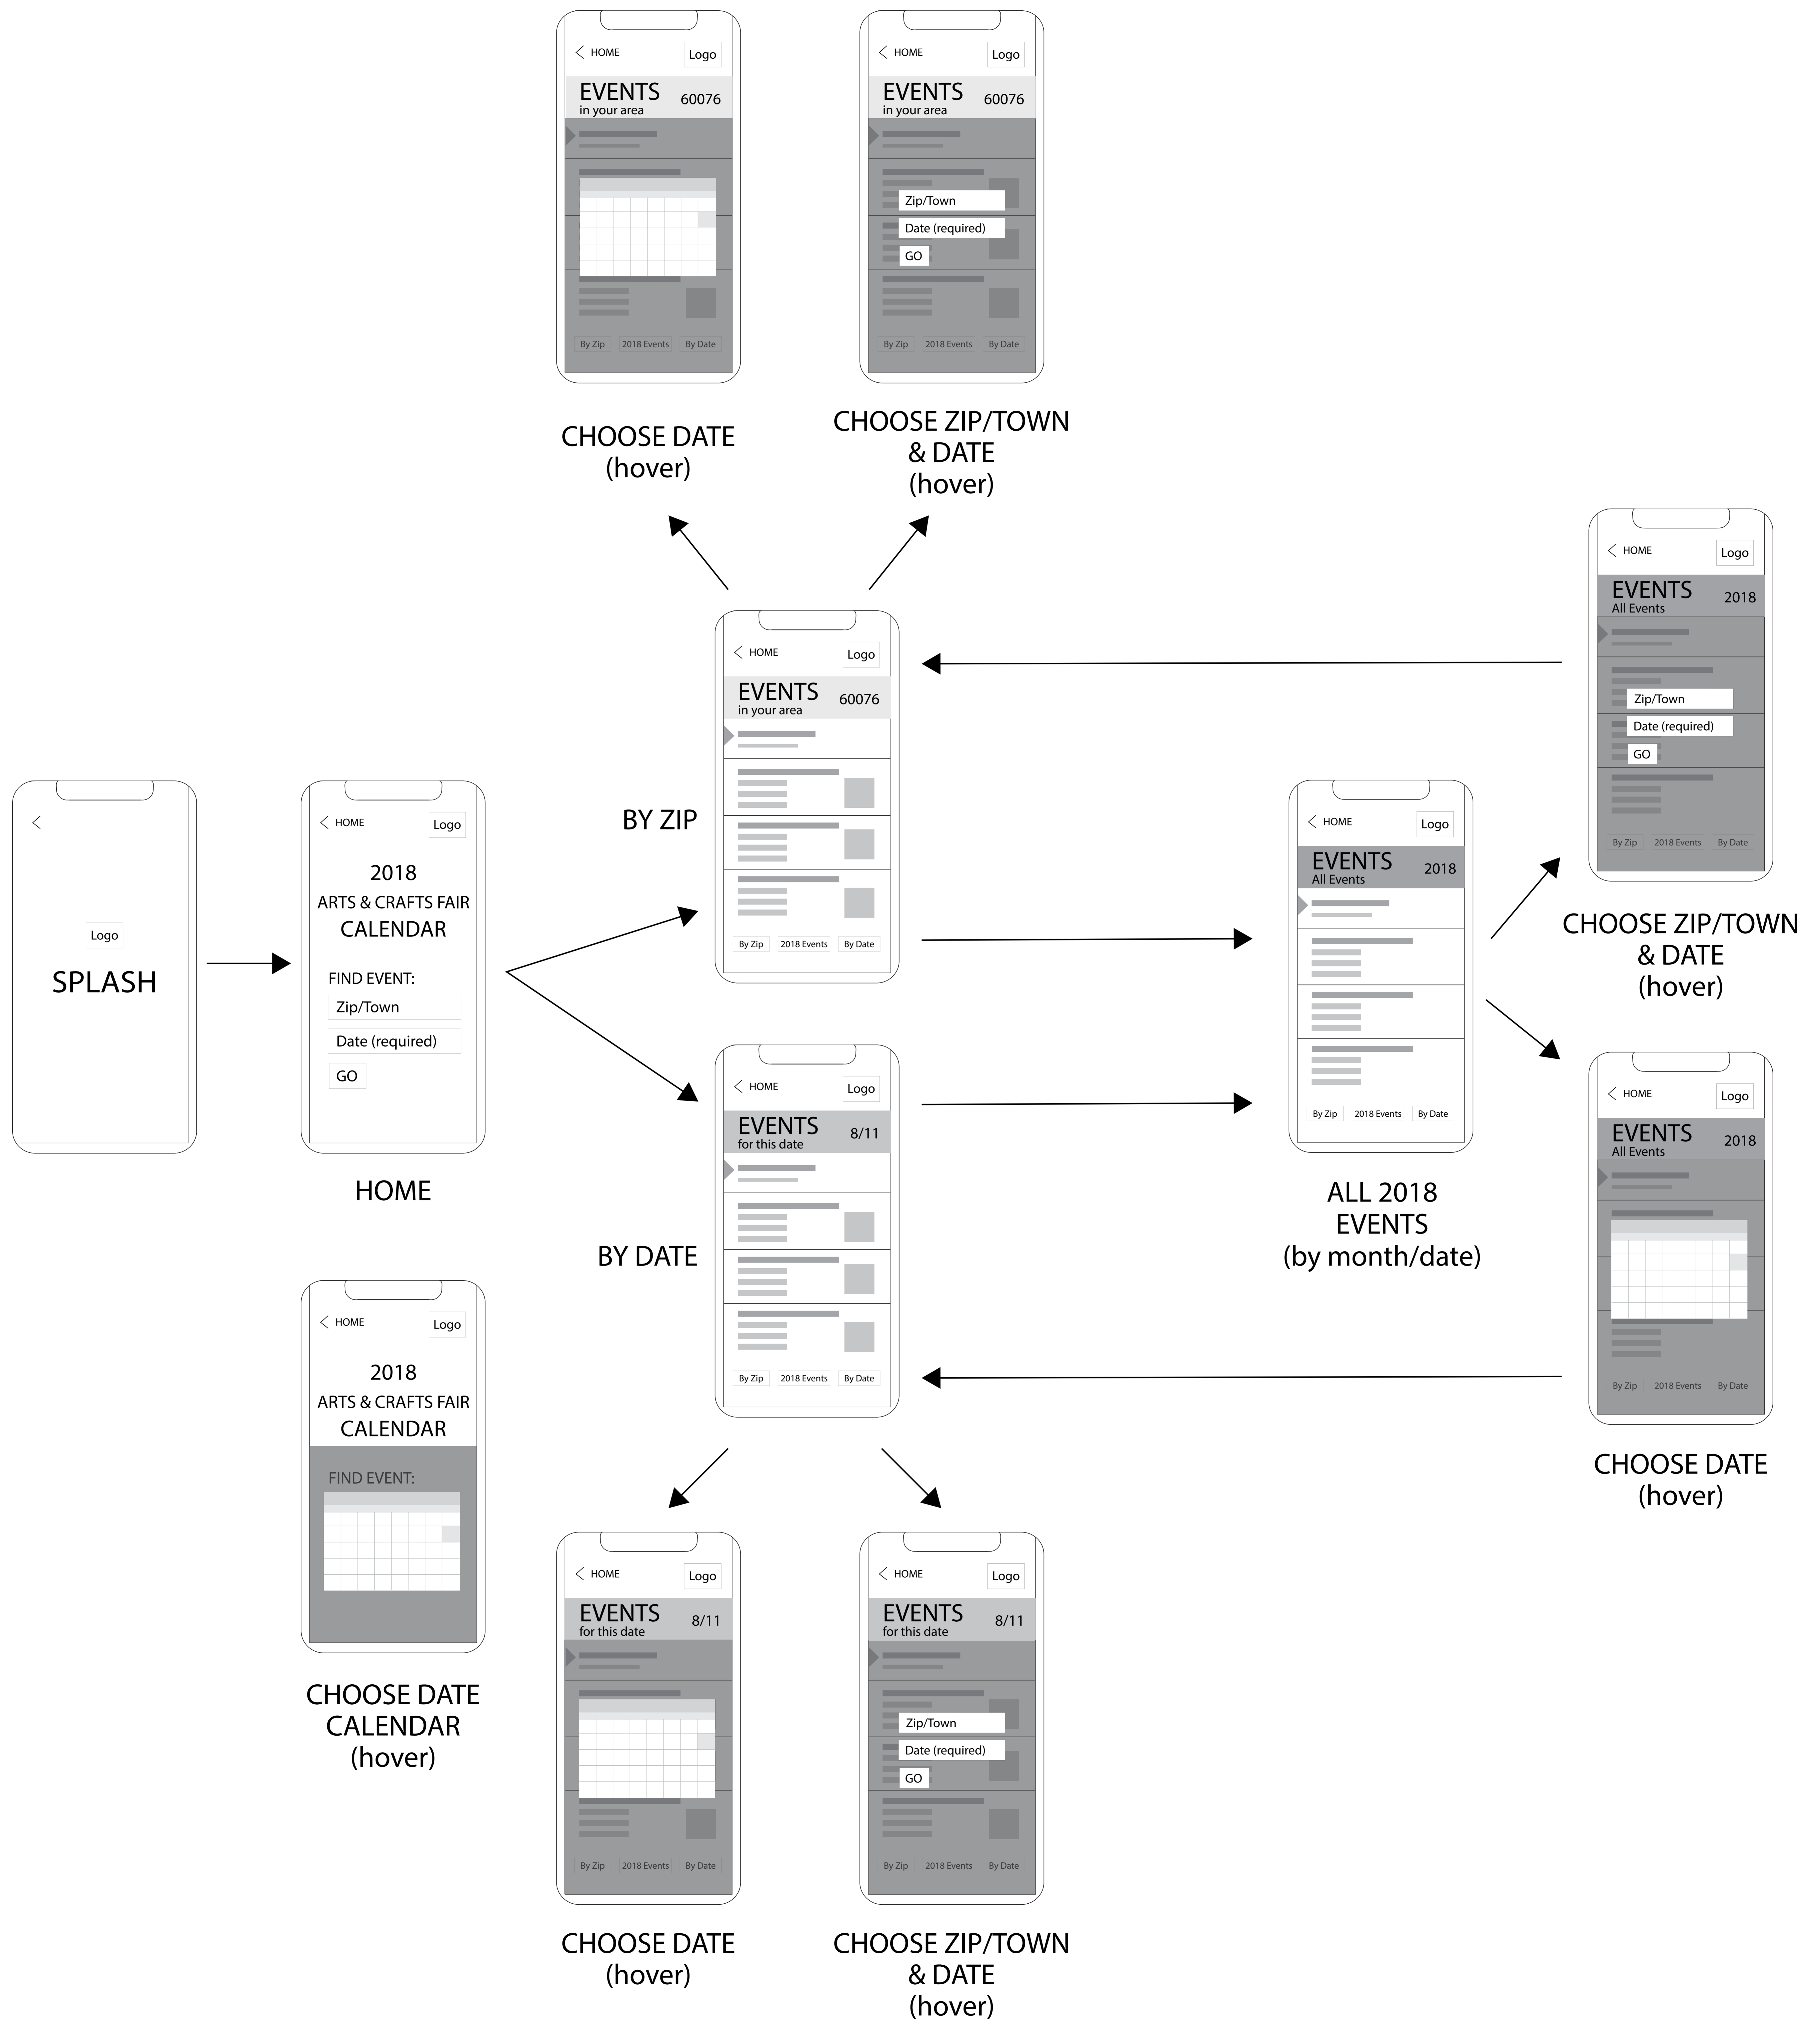 HOME
Logo
EVENTS
in your area
60076
By Zip
2018 Events
By Date
CHOOSE DATE
(hover)
HOME
Logo
EVENTS
in your area
60076
Zip/Town
Date (required)
GO
By Zip
2018 Events
By Date
CHOOSE ZIP/TOWN
& DATE
(hover)
Logo
SPLASH
HOME
Logo
2018
ARTS & CRAFTS FAIR
CALENDAR
FIND EVENT:
Zip/Town
Date (required)
GO
HOME
HOME
Logo
2018
ARTS & CRAFTS FAIR
CALENDAR
FIND EVENT:
CHOOSE DATE
CALENDAR
(hover)
BY ZIP
HOME
Logo
EVENTS
in your area
60076
By Zip
2018 Events
By Date
BY DATE
HOME
Logo
EVENTS
for this date
8/11
By Zip
2018 Events
By Date
HOME
Logo
EVENTS
All Events
2018
By Zip
2018 Events
By Date
ALL 2018
EVENTS
(by month/date)
HOME
Logo
EVENTS
All Events
2018
Zip/Town
Date (required)
GO
By Zip
2018 Events
By Date
CHOOSE ZIP/TOWN
& DATE
(hover)
HOME
Logo
EVENTS
All Events
2018
By Zip
2018 Events
By Date
CHOOSE DATE
(hover)
HOME
Logo
EVENTS
for this date
8/11
By Zip
2018 Events
By Date
CHOOSE DATE
(hover)
HOME
Logo
EVENTS
for this date
8/11
Zip/Town
Date (required)
GO
By Zip
2018 Events
By Date
CHOOSE ZIP/TOWN
& DATE
(hover)